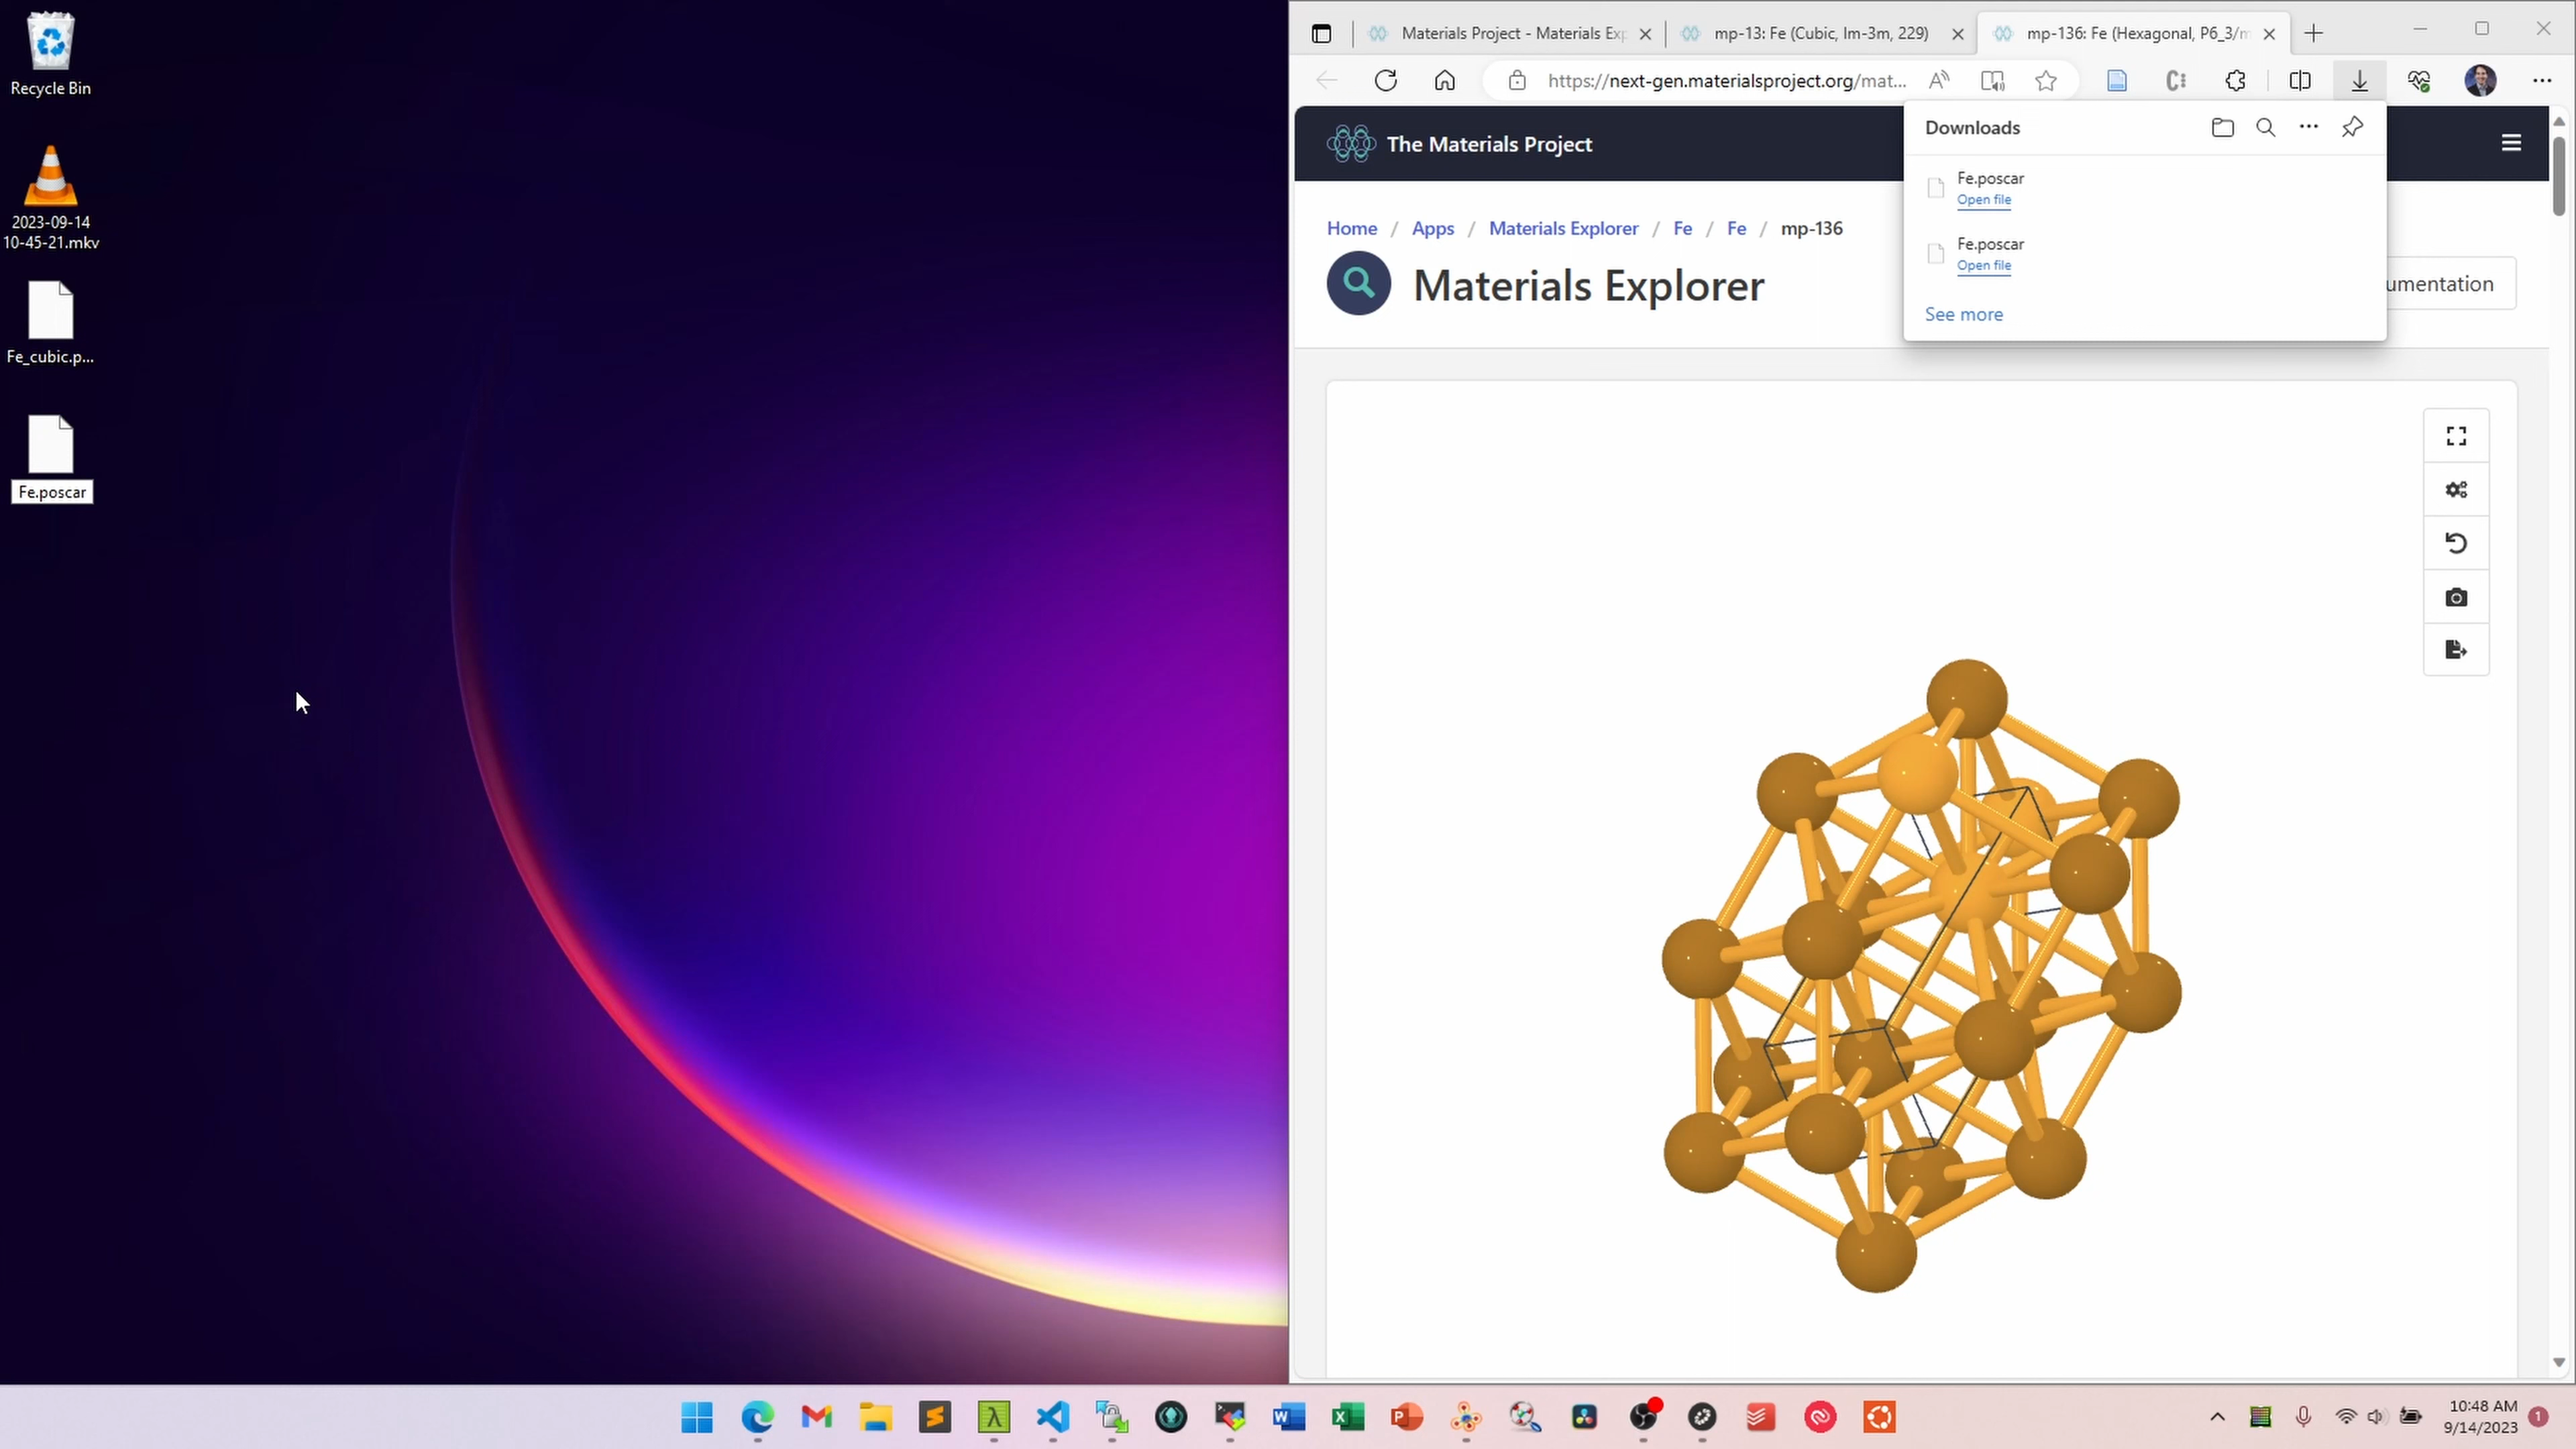 Recycle Bin
2023-09-14
10-45-21.mkv
Fe_cubic.p...
Fe.poscar
Materials Project - Materials Exp
mp-13: Fe (Cubic, Im-3m, 229)
mp-136: Fe (Hexagonal, P6_3/m
https://next-gen.materialsproject.org/mat...
The Materials Project
Downloads
Fe.poscar
Open file
Fe.poscar
Open file
See more
Home / Apps / Materials Explorer / Fe / Fe / mp-136
Materials Explorer
umentation
10:48 AM
9/14/2023
1